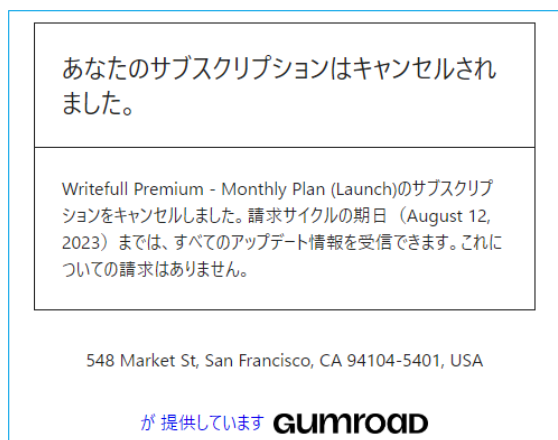 あなたのサブスクリプションはキャンセルされ
ました。
Writefull Premium - Monthly Plan (Launch)のサブスクリプ
ションをキャンセルしました。請求サイクルの期日 （August 12,
2023）までは、すべてのアップデート情報を受信できます。これに
ついての請求はありません。
548 Market St, San Francisco, CA 94104-5401, USA
が 提供しています GUMROAD